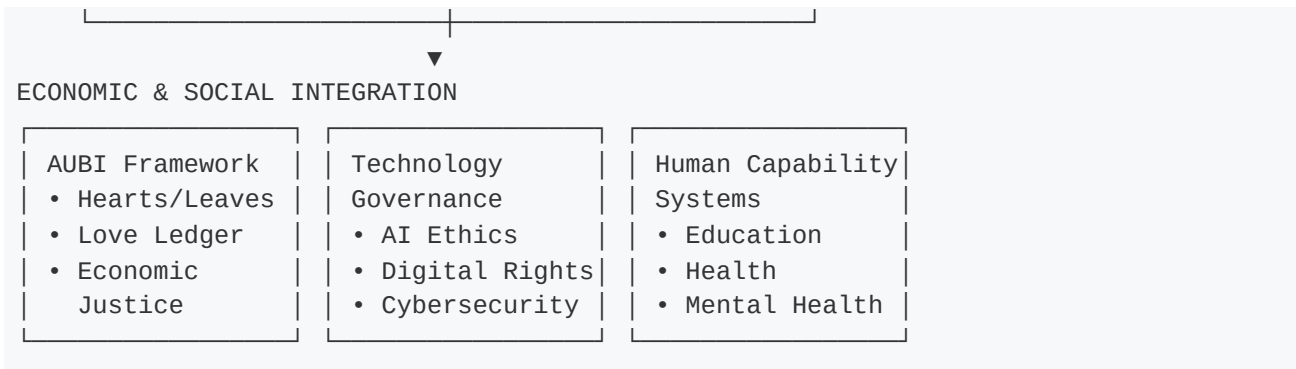 ECONOMIC & SOCIAL INTEGRATION
AUBI Framework
• Hearts/Leaves
• Love Ledger
• Economic
Justice
Technology
Governance
• AI Ethics
• Digital Rights
• Cybersecurity
Human Capability
Systems
• Education
• Health
• Mental Health